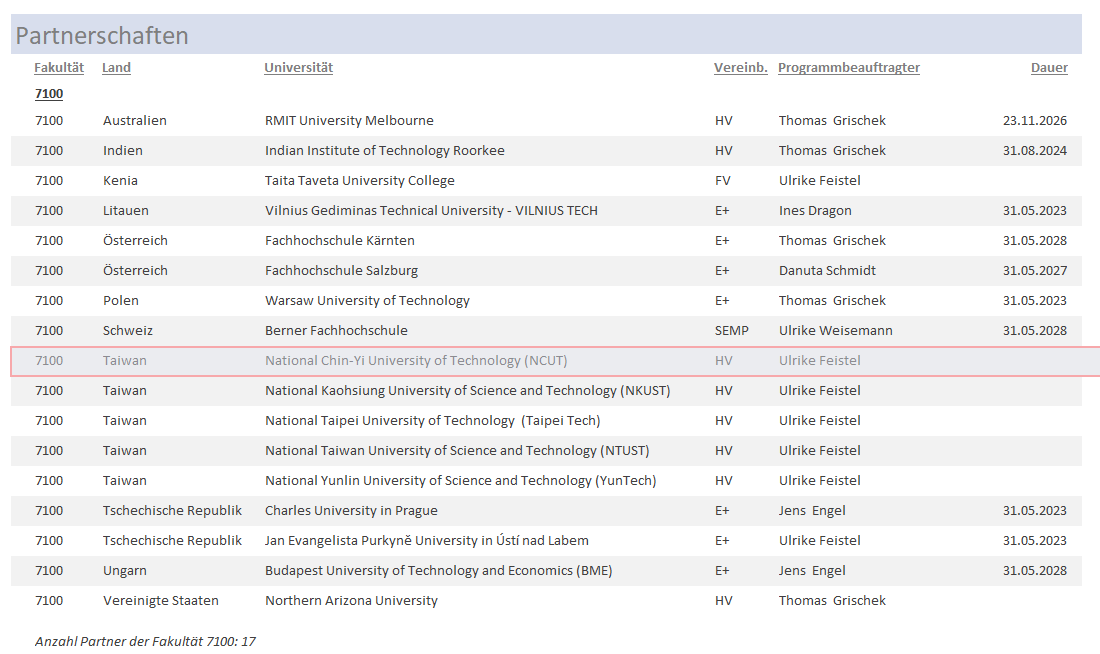 Partnerschaften
Fakultät Land Universität Vereinb. Programmbeauftragter Dauer
7100
7100 Australien RMIT University Melbourne HV Thomas Grischek 23.11.2026
7100 Indien Indian Institute of Technology Roorkee HV Thomas Grischek 31.08.2024
7100 Kenia Taita Taveta University College FV Ulrike Feistel
7100 Litauen Vilnius Gediminas Technical University - VILNIUS TECH E+ Ines Dragon 31.05.2023
7100 Österreich Fachhochschule Kärnten E+ Thomas Grischek 31.05.2028
7100 Österreich Fachhochschule Salzburg E+ Danuta Schmidt 31.05.2027
7100 Polen Warsaw University of Technology E+ Thomas Grischek 31.05.2023
7100 Schweiz Berner Fachhochschule SEMP Ulrike Weisemann 31.05.2028
7100 Taiwan National Chin-Yi University of Technology (NCUT) HV Ulrike Feistel
7100 Taiwan National Kaohsiung University of Science and Technology (NKUST) HV Ulrike Feistel
7100 Taiwan National Taipei University of Technology (Taipei Tech) HV Ulrike Feistel
7100 Taiwan National Taiwan University of Science and Technology (NTUST) HV Ulrike Feistel
7100 Taiwan National Yunlin University of Science and Technology (YunTech) HV Ulrike Feistel
7100 Tschechische Republik Charles University in Prague E+ Jens Engel 31.05.2023
7100 Tschechische Republik Jan Evangelista Purkyně University in Ústí nad Labem E+ Ulrike Feistel 31.05.2023
7100 Ungarn Budapest University of Technology and Economics (BME) E+ Jens Engel 31.05.2028
7100 Vereinigte Staaten Northern Arizona University HV Thomas Grischek
Anzahl Partner der Fakultät 7100: 17